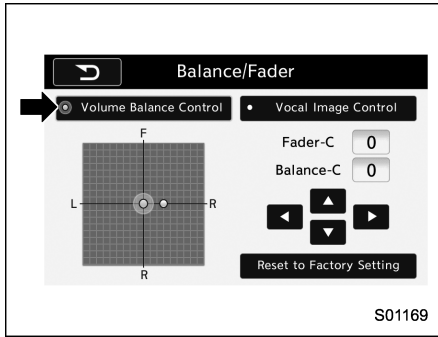 Balance/Fader
Volume Balance Control
Vocal Image Control
F
L
R
R
Fader-C 0
Balance-C 0
Reset to Factory Setting
S01169